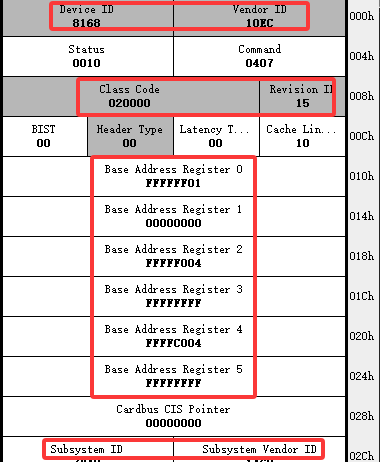 Device ID Vendor ID 000h
8168 10EC
Status Command 004h
0010 0407
Class Code Revision ID 008h
020000 15
BIST Header Type Latency T... Cache Lin... 00Ch
00 00 00 10
Base Address Register 0 010h
FFFFFF01
Base Address Register 1 014h
00000000
Base Address Register 2 018h
FFFFF004
Base Address Register 3 01Ch
FFFFFFFF
Base Address Register 4 020h
FFFFC004
Base Address Register 5 024h
FFFFFFFF
Cardbus CIS Pointer 028h
00000000
Subsystem ID Subsystem Vendor ID 02Ch